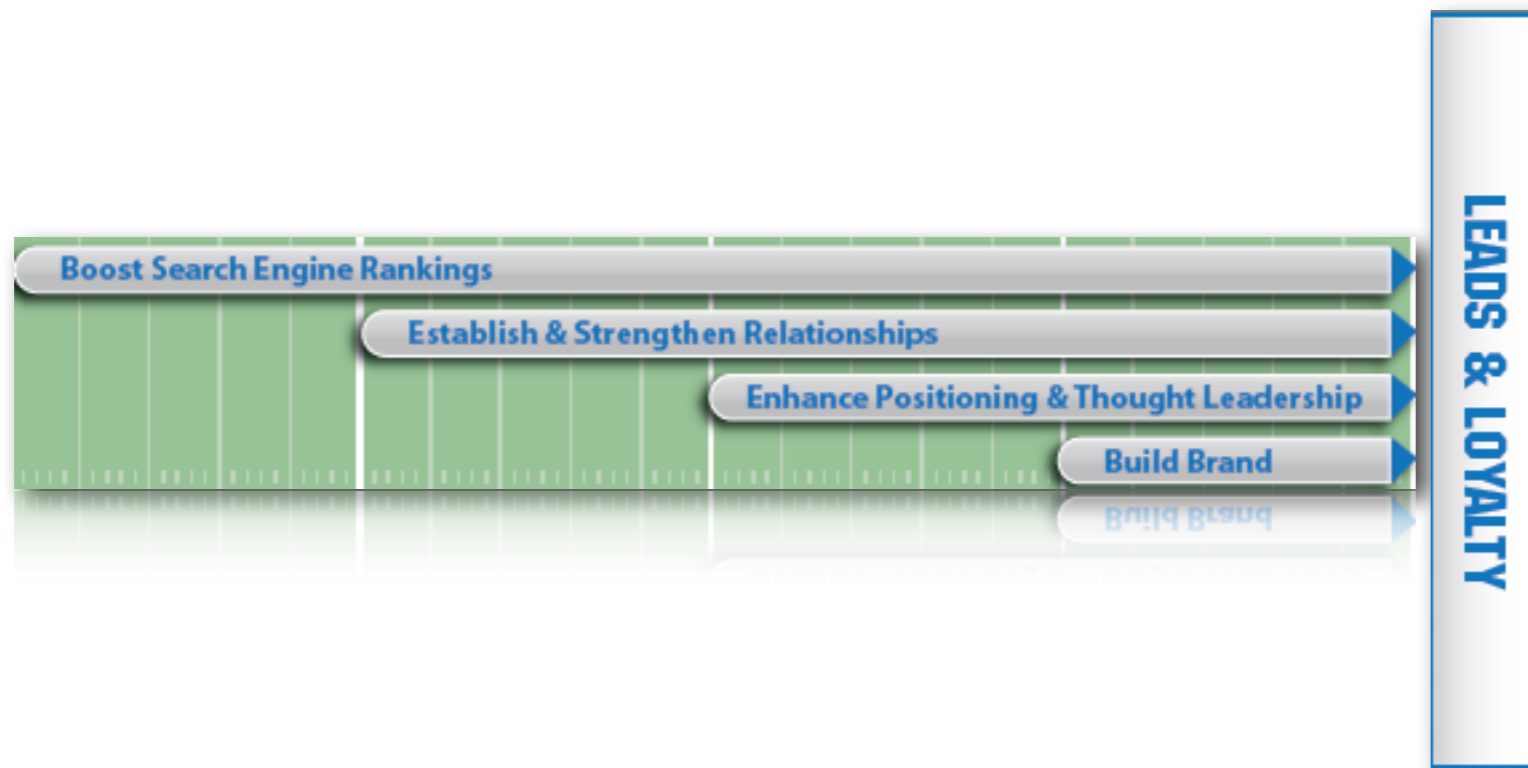 Boost Search Engine Rankings
Establish & Strengthen Relationships
Enhance Positioning & Thought Leadership
Build Brand
LEADS & LOYALTY